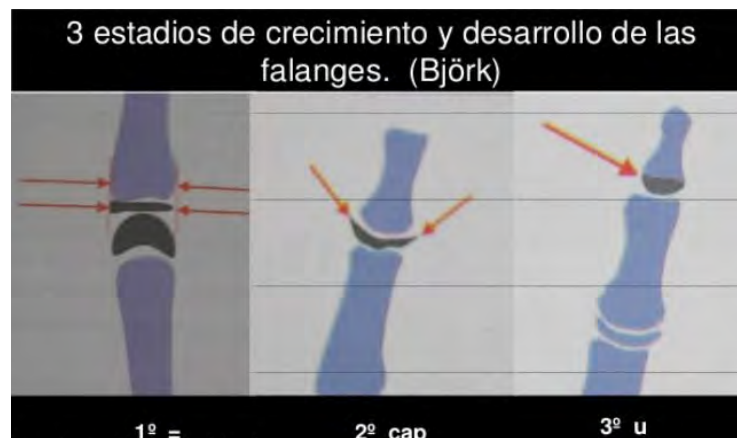 3 estadios de crecimiento y desarrollo de las
falanges. (Björk)
1º = 2º cap 3º u